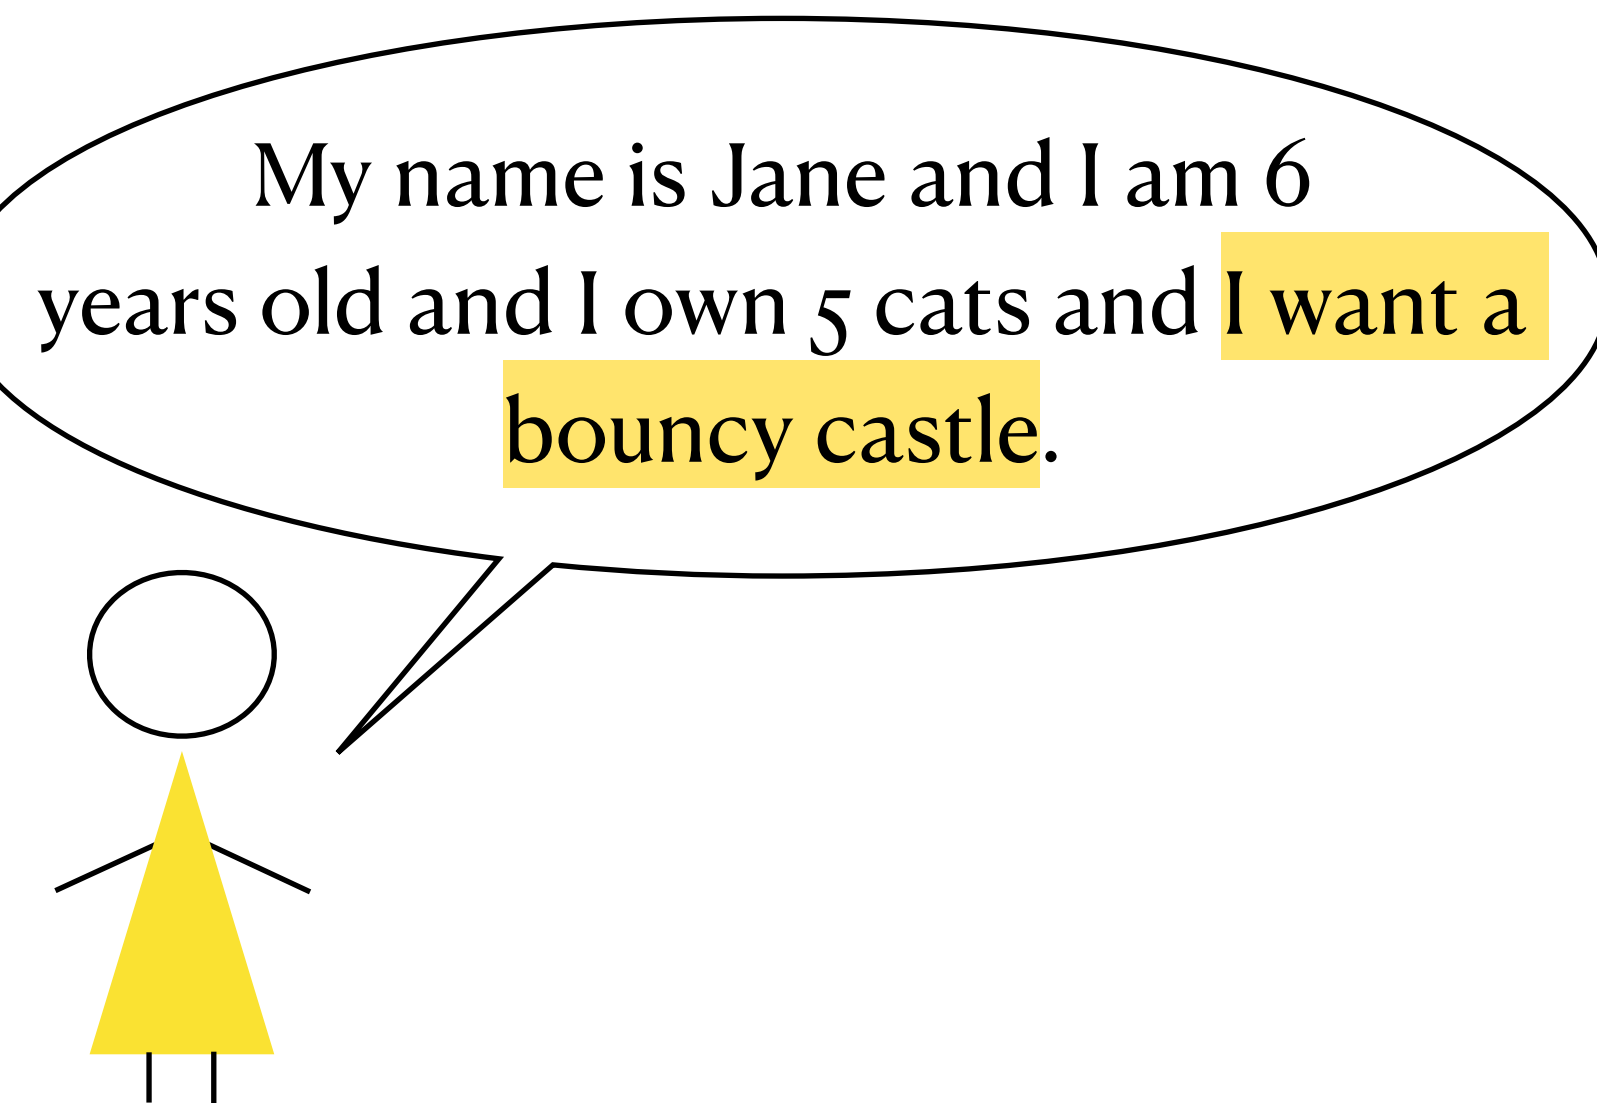 My name is Jane and I am 6
years old and I own 5 cats and I want a
bouncy castle.